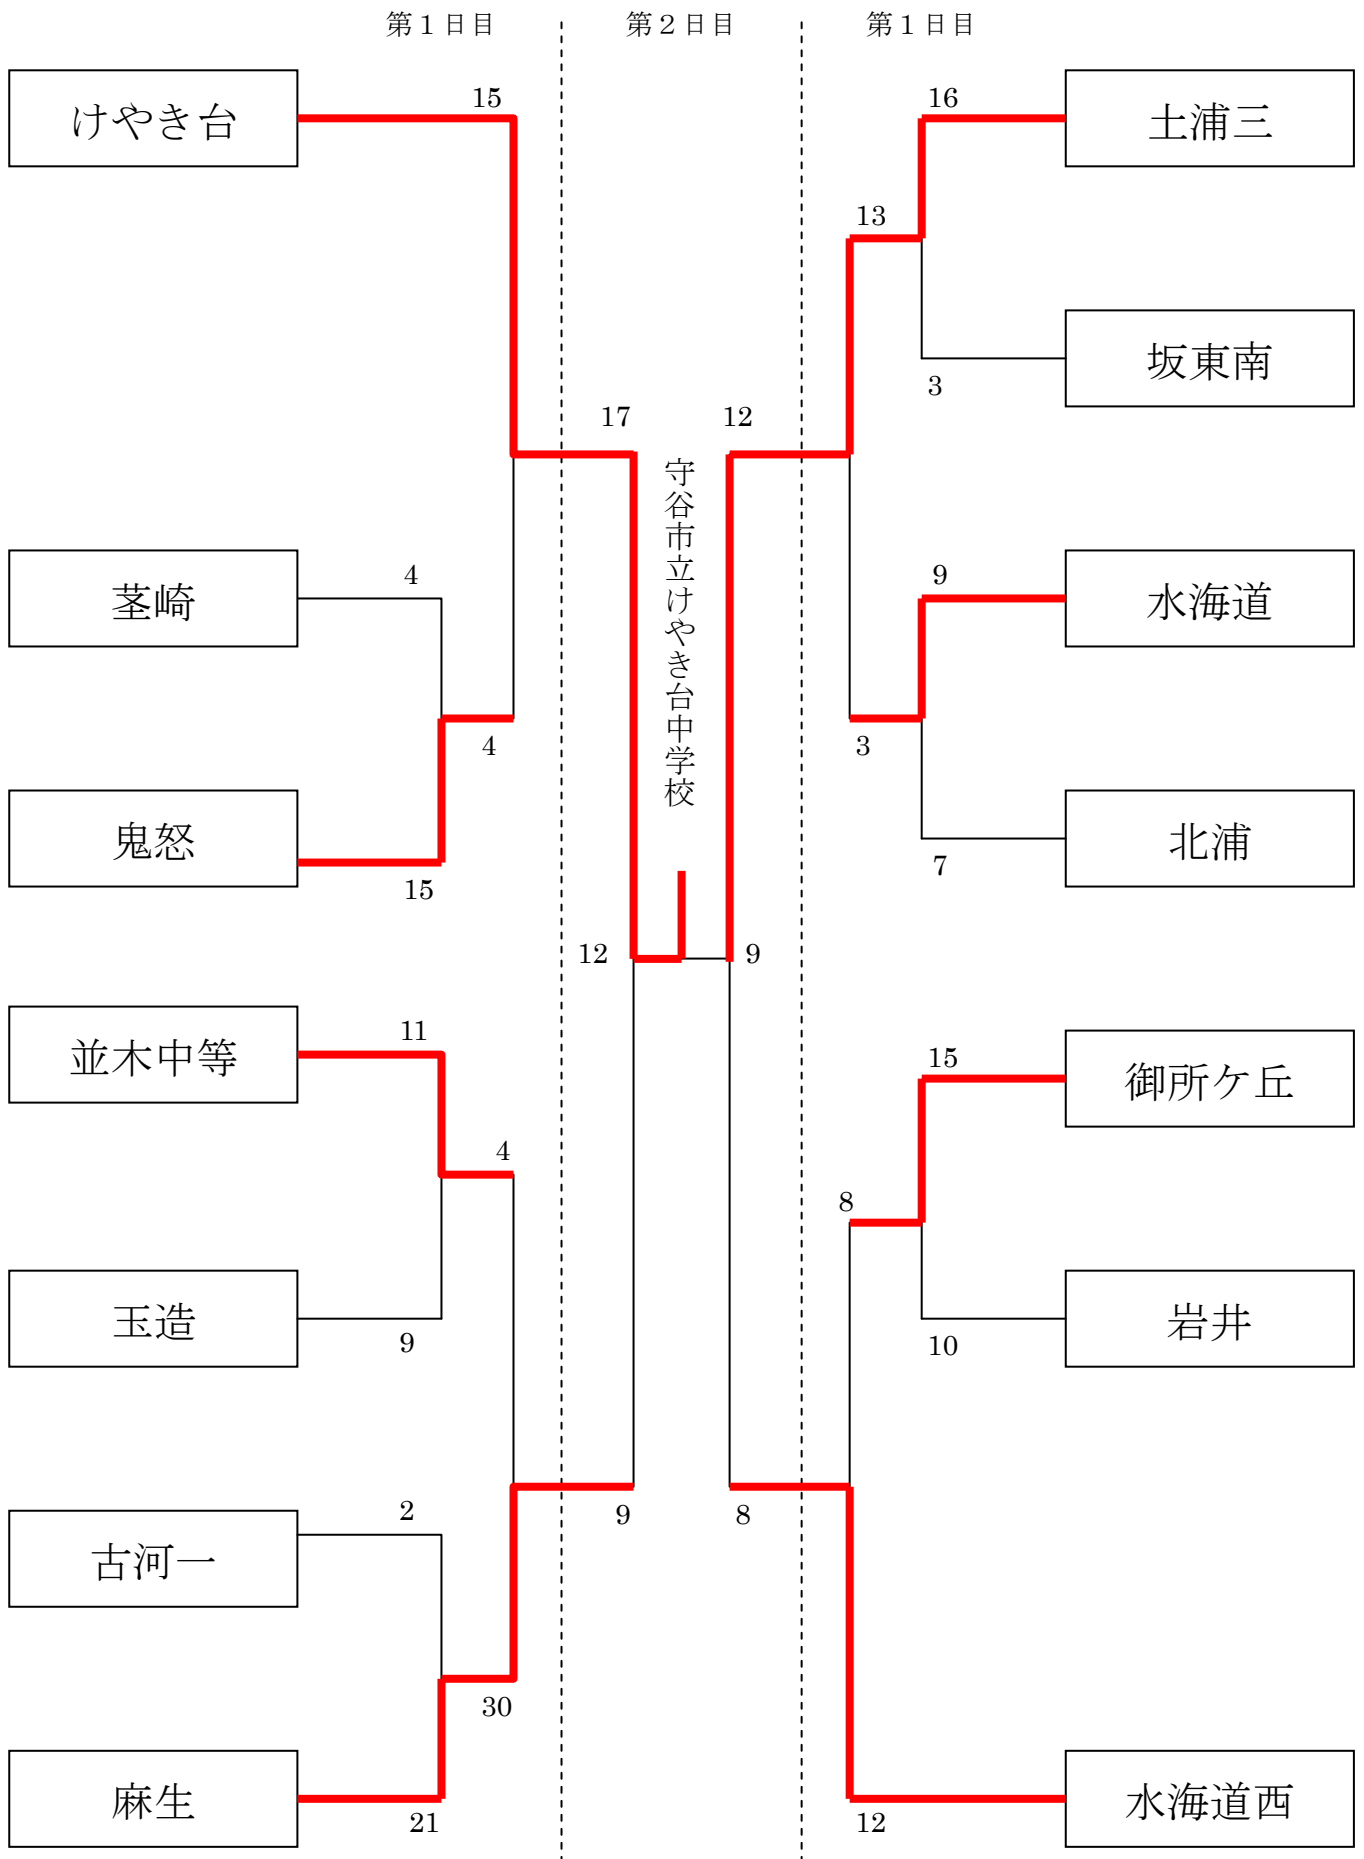 第１日目
第２日目
第１日目
けやき台
15
16
土浦三
13
坂東南
3
17
12
守谷市立けやき台中学校
茎崎
4
9
水海道
4
3
鬼怒
15
北浦
7
12
9
並木中等
11
15
御所ケ丘
4
8
玉造
9
岩井
10
古河一
2
9
8
30
麻生
21
12
水海道西